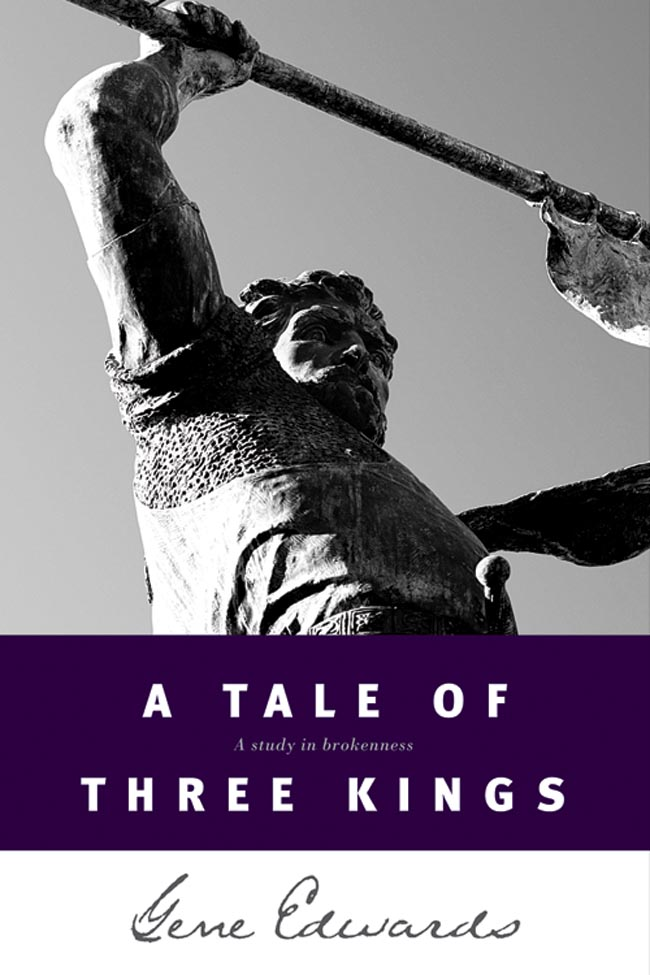 A TALE OF
A study in brokenness
THREE KINGS
Gene Edwards